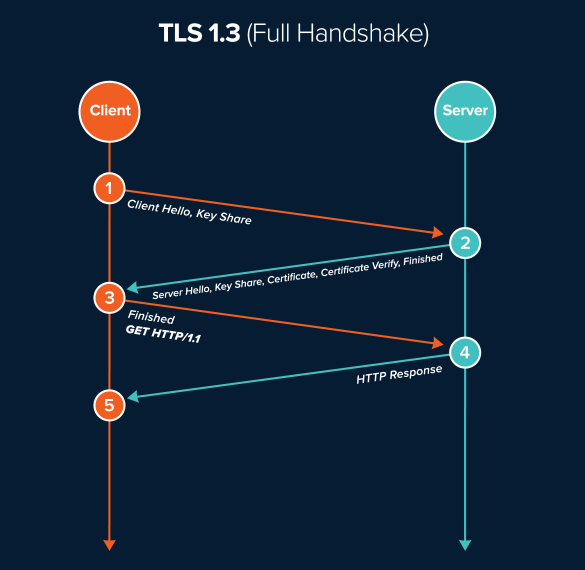 TLS 1.3 (Full Handshake)
Client
Server
1
Client Hello, Key Share
2
Server Hello, Key Share, Certificate, Certificate Verify, Finished
3
Finished
GET HTTP/1.1
4
HTTP Response
5